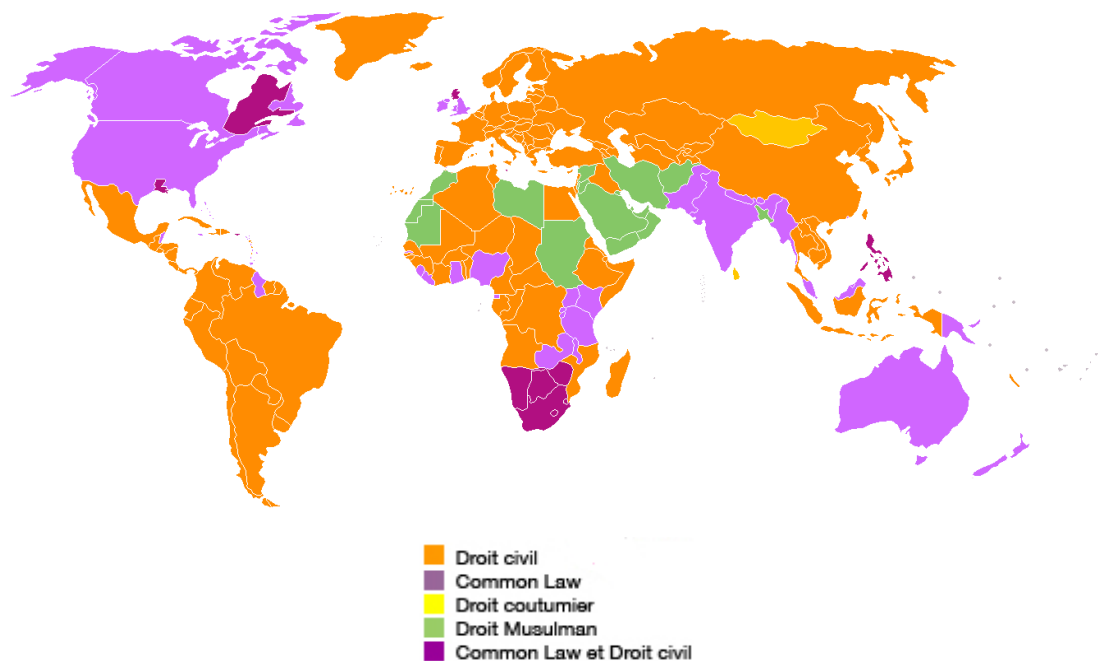 Droit civil
Common Law
Droit coutumier
Droit Musulman
Common Law et Droit civil